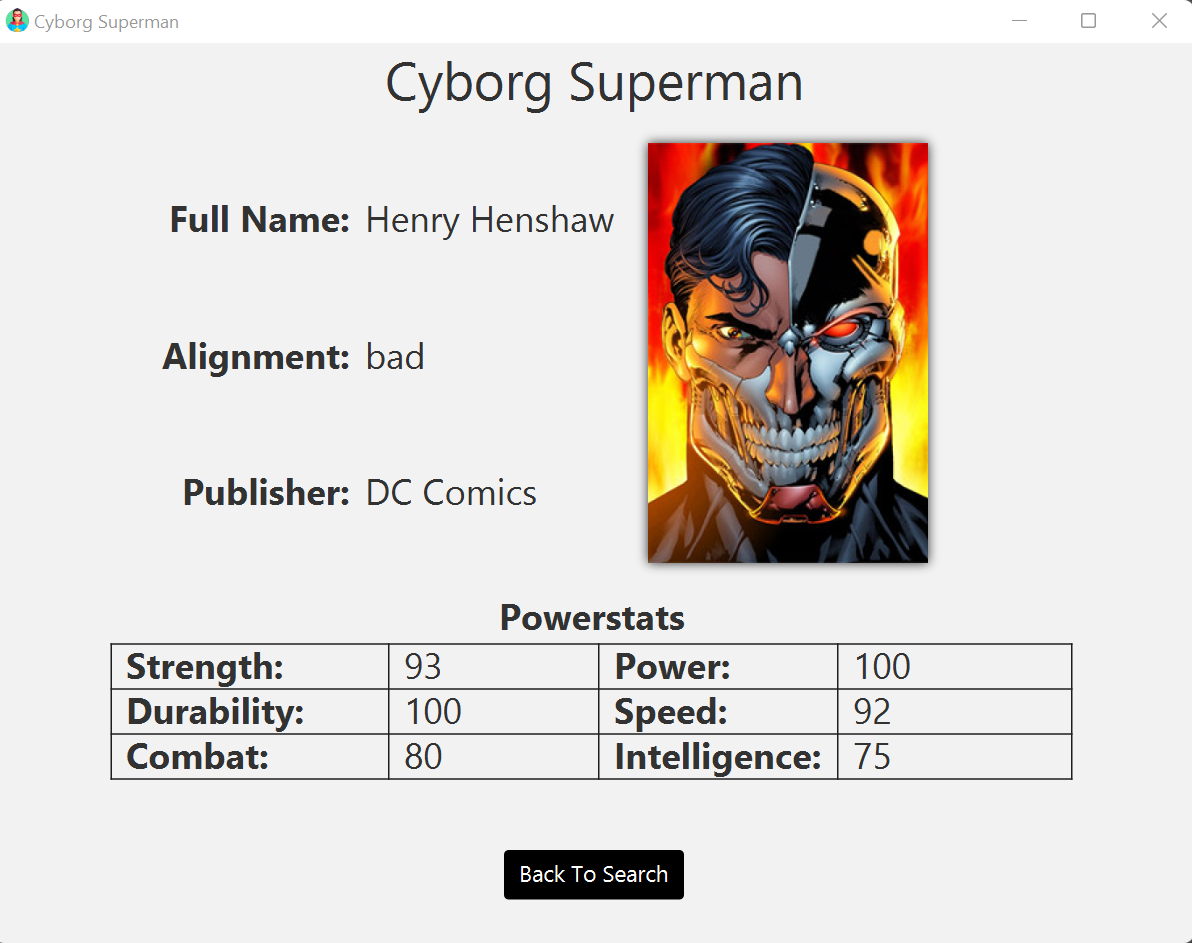 Cyborg Superman
Cyborg Superman
Full Name: Henry Henshaw
Alignment: bad
Publisher: DC Comics
Powerstats
Strength: 93 Power: 100
Durability: 100 Speed: 92
Combat: 80 Intelligence: 75
Back To Search